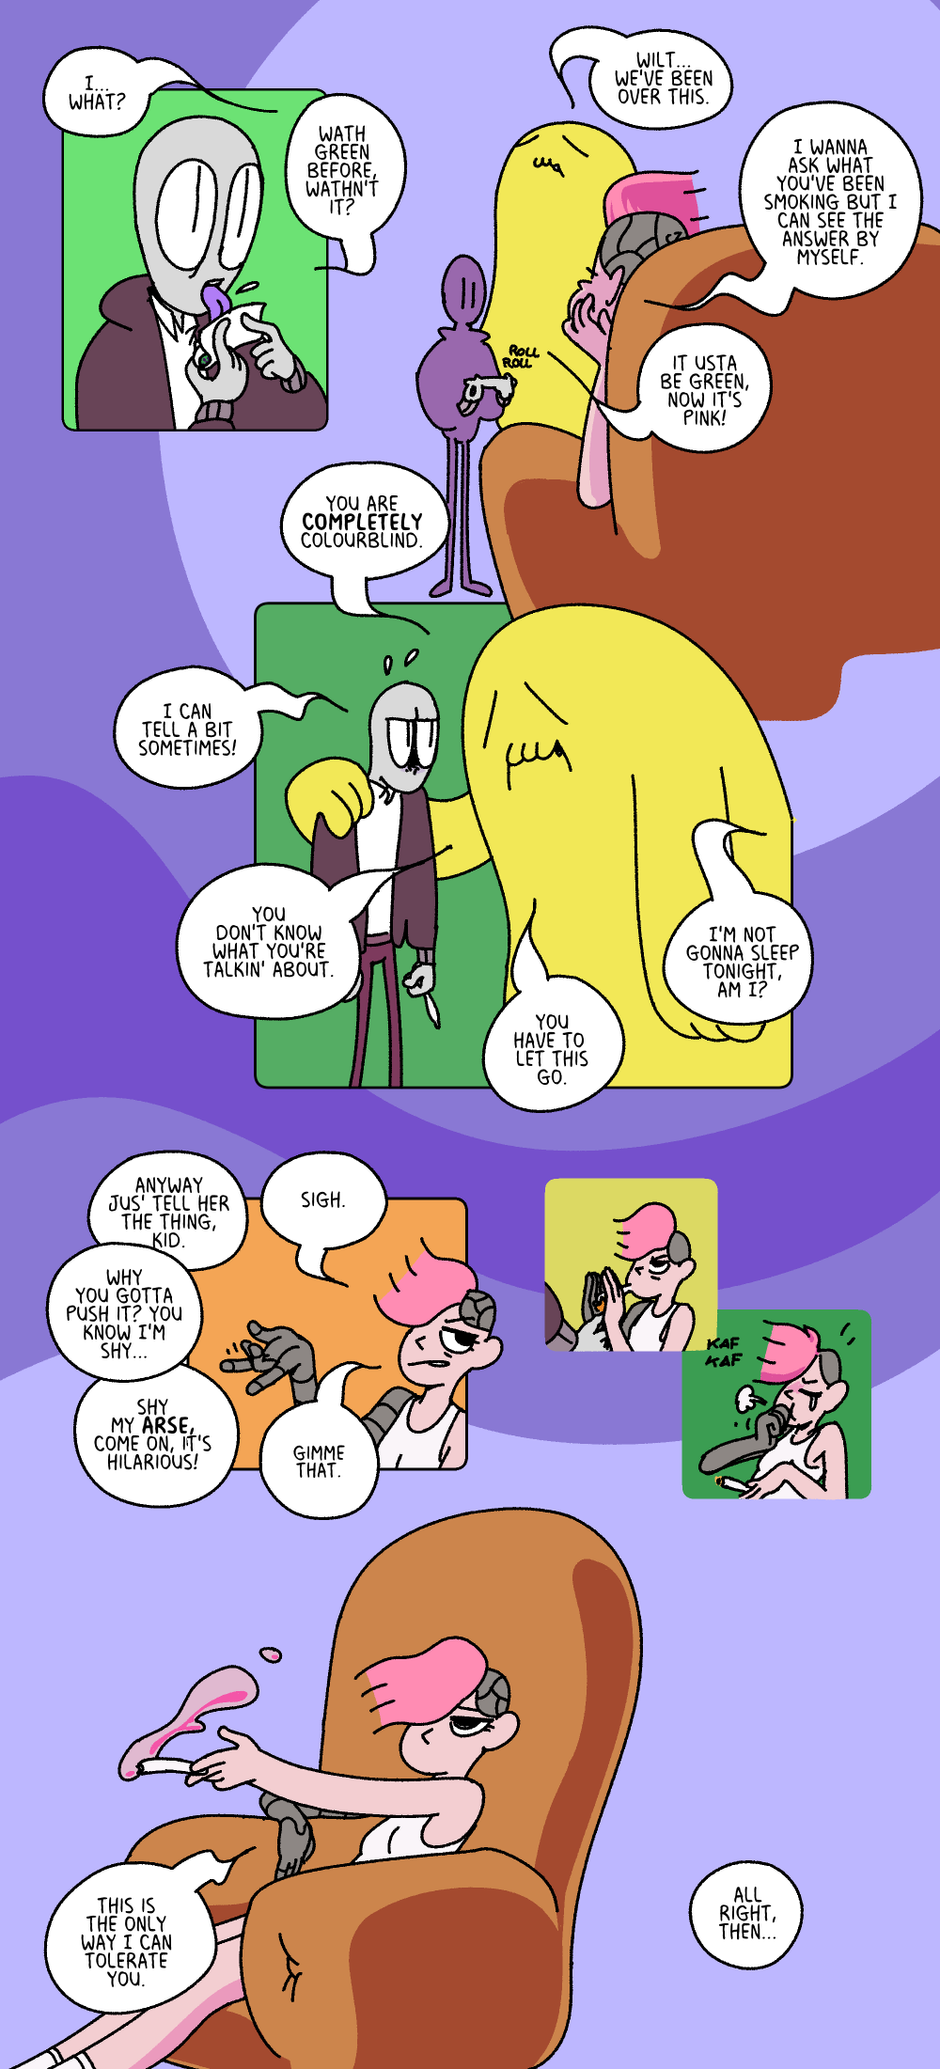 I...
WHAT?
WATH
GREEN
BEFORE,
WATHN'T
IT?
WILT...
WE'VE BEEN
OVER THIS.
I WANNA
ASK WHAT
YOU'VE BEEN
SMOKING BUT I
CAN SEE THE
ANSWER BY
MYSELF.
ROLL
ROLL
IT USTA
BE GREEN,
NOW IT'S
PINK!
YOU ARE
COMPLETELY
COLOURBLIND.
I CAN
TELL A BIT
SOMETIMES!
YOU
DON'T KNOW
WHAT YOU'RE
TALKIN' ABOUT.
YOU
HAVE TO
LET THIS
GO.
I'M NOT
GONNA SLEEP
TONIGHT,
AM I?
ANYWAY
JUS' TELL HER
THE THING,
KID.
WHY
YOU GOTTA
PUSH IT? YOU
KNOW I'M
SHY...
SHY
MY ARSE,
COME ON, IT'S
HILARIOUS!
SIGH.
GIMME
THAT.
KAF
KAF
THIS IS
THE ONLY
WAY I CAN
TOLERATE
YOU.
ALL
RIGHT,
THEN...